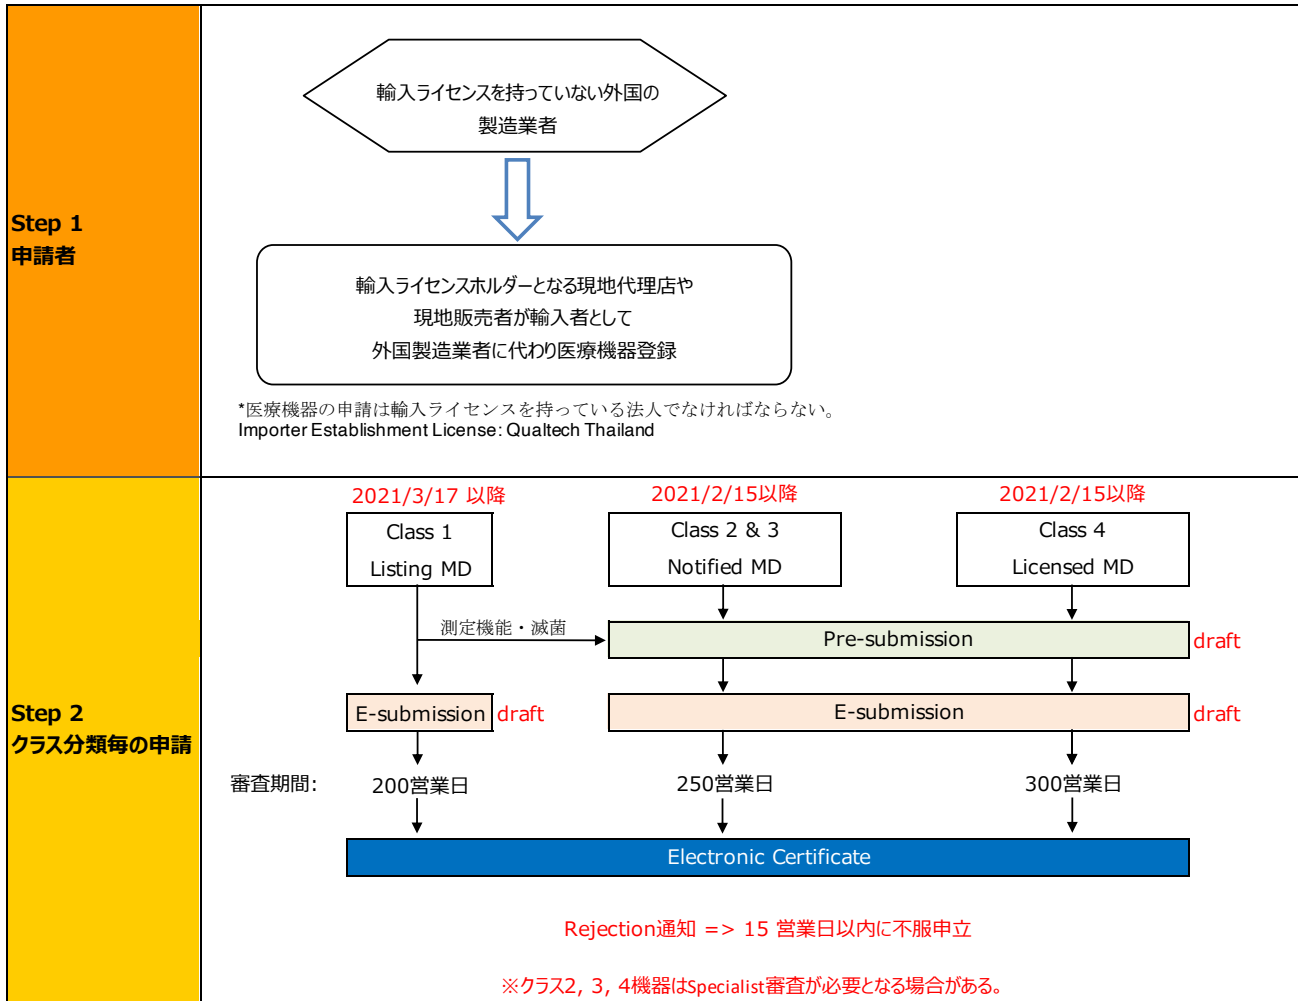 輸入ライセンスを持っていない外国の
製造業者
Step 1
申請者
輸入ライセンスホルダーとなる現地代理店や
現地販売者が輸入者として
外国製造業者に代わり医療機器登録
*医療機器の申請は輸入ライセンスを持っている法人でなければならない。
Importer Establishment License: Qualtech Thailand
2021/3/17 以降
2021/2/15以降
2021/2/15以降
Class 1
Listing MD
Class 2 & 3
Notified MD
Class 4
Licensed MD
測定機能・滅菌
Pre-submission
draft
Step 2
クラス分類毎の申請
E-submission
draft
E-submission
draft
審査期間:
200営業日
250営業日
300営業日
Electronic Certificate
Rejection通知 => 15 営業日以内に不服申立
※クラス2, 3, 4機器はSpecialist審査が必要となる場合がある。